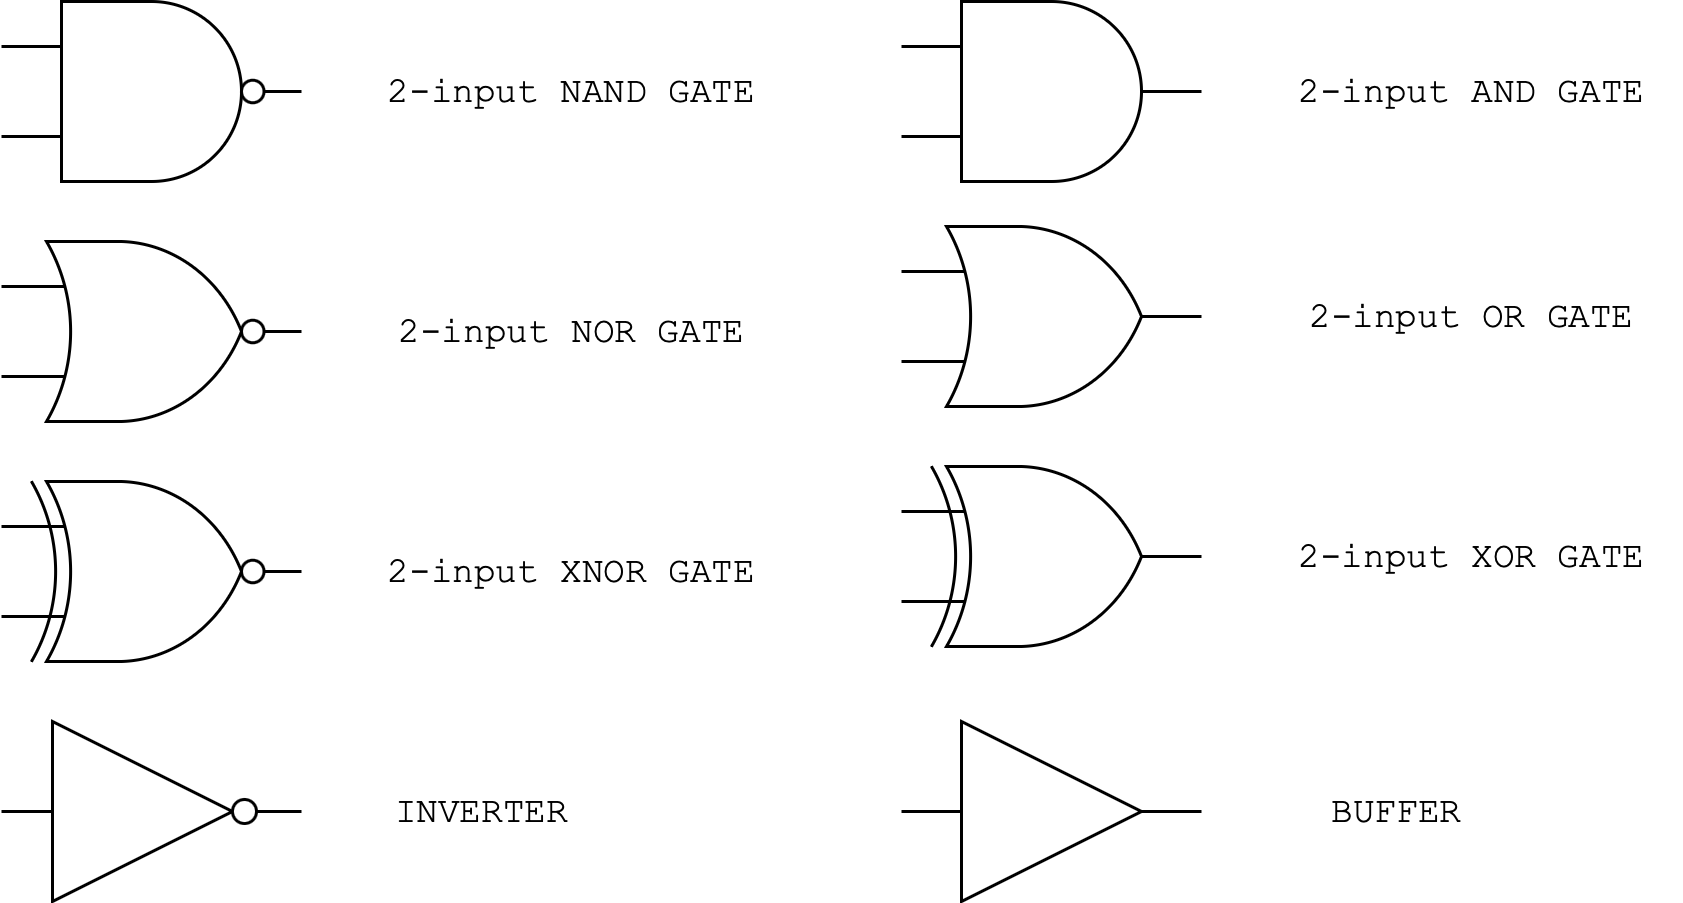 2-input NAND GATE
2-input AND GATE
2-input NOR GATE
2-input OR GATE
2-input XNOR GATE
2-input XOR GATE
INVERTER
BUFFER